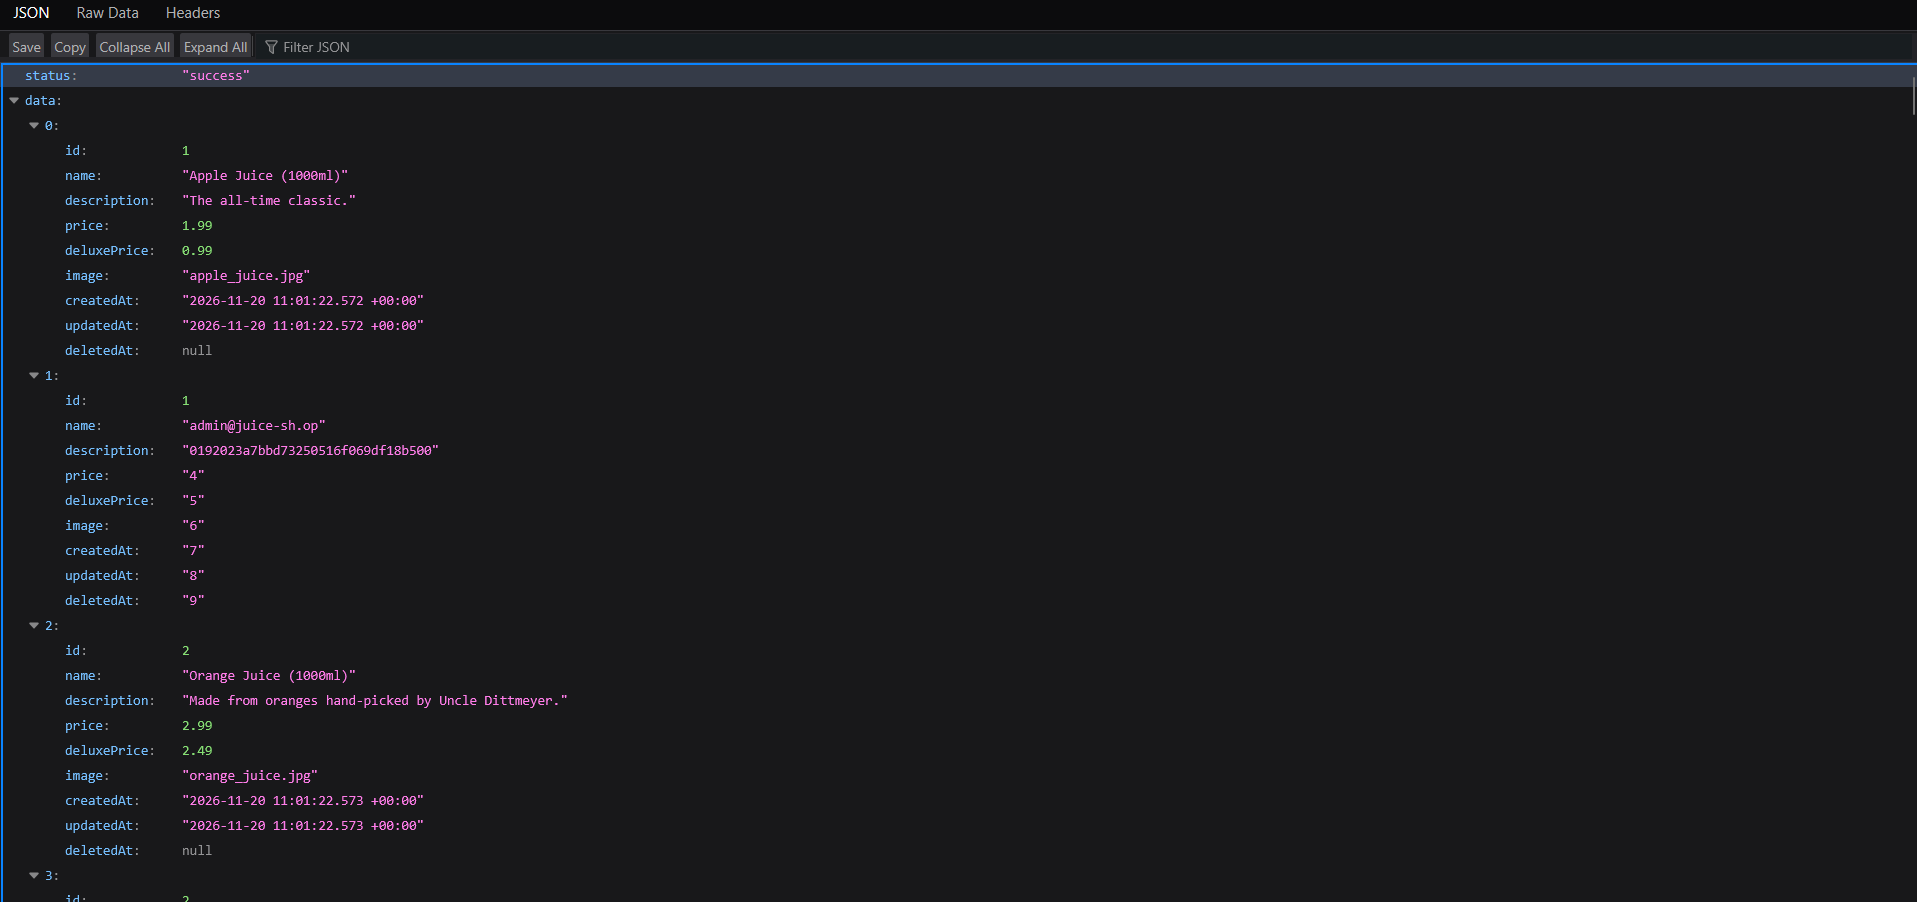 JSON Raw Data Headers
Save Copy Collapse All Expand All Filter JSON
status: "success"
data:
0:
id: 1
name: "Apple Juice (1000ml)"
description: "The all-time classic."
price: 1.99
deluxePrice: 0.99
image: "apple_juice.jpg"
createdAt: "2026-11-20 11:01:22.572 +00:00"
updatedAt: "2026-11-20 11:01:22.572 +00:00"
deletedAt: null
1:
id: 1
name: "admin@juice-sh.op"
description: "0192023a7bbd73250516f069df18b500"
price: "4"
deluxePrice: "5"
image: "6"
createdAt: "7"
updatedAt: "8"
deletedAt: "9"
2:
id: 2
name: "Orange Juice (1000ml)"
description: "Made from oranges hand-picked by Uncle Dittmeyer."
price: 2.99
deluxePrice: 2.49
image: "orange_juice.jpg"
createdAt: "2026-11-20 11:01:22.573 +00:00"
updatedAt: "2026-11-20 11:01:22.573 +00:00"
deletedAt: null
3:
id: 2